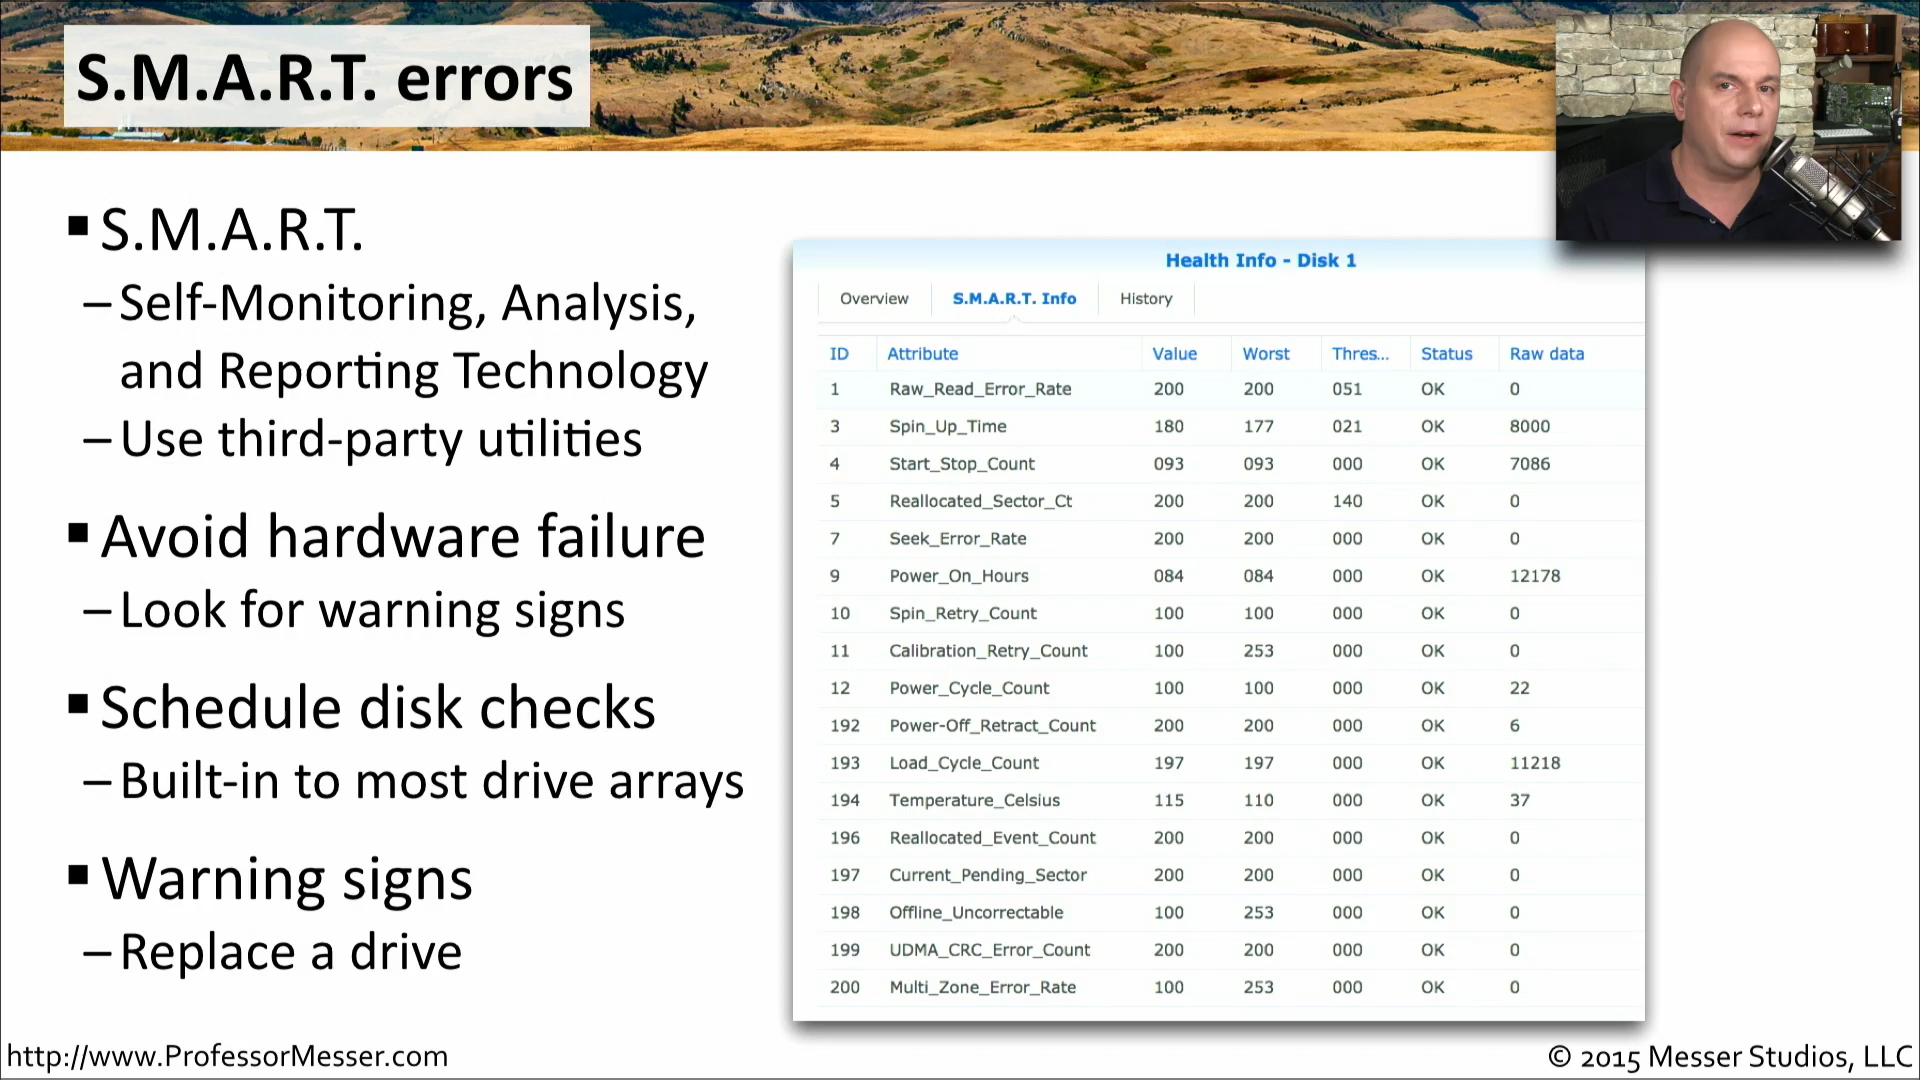 S.M.A.R.T. errors
▪ S.M.A.R.T.
– Self-Monitoring, Analysis,
and Reporting Technology
– Use third-party utilities
▪ Avoid hardware failure
– Look for warning signs
▪ Schedule disk checks
– Built-in to most drive arrays
▪ Warning signs
– Replace a drive
Health Info - Disk 1
Overview S.M.A.R.T. Info History
ID Attribute Value Worst Thres... Status Raw data
1 Raw_Read_Error_Rate 200 200 051 OK 0
3 Spin_Up_Time 180 177 021 OK 8000
4 Start_Stop_Count 093 093 000 OK 7086
5 Reallocated_Sector_Ct 200 200 140 OK 0
7 Seek_Error_Rate 200 200 000 OK 0
9 Power_On_Hours 084 084 000 OK 12178
10 Spin_Retry_Count 100 100 000 OK 0
11 Calibration_Retry_Count 100 253 000 OK 0
12 Power_Cycle_Count 100 100 000 OK 22
192 Power-Off_Retract_Count 200 200 000 OK 6
193 Load_Cycle_Count 197 197 000 OK 11218
194 Temperature_Celsius 115 110 000 OK 37
196 Reallocated_Event_Count 200 200 000 OK 0
197 Current_Pending_Sector 200 200 000 OK 0
198 Offline_Uncorrectable 100 253 000 OK 0
199 UDMA_CRC_Error_Count 200 200 000 OK 0
200 Multi_Zone_Error_Rate 100 253 000 OK 0
http://www.ProfessorMesser.com
© 2015 Messer Studios, LLC